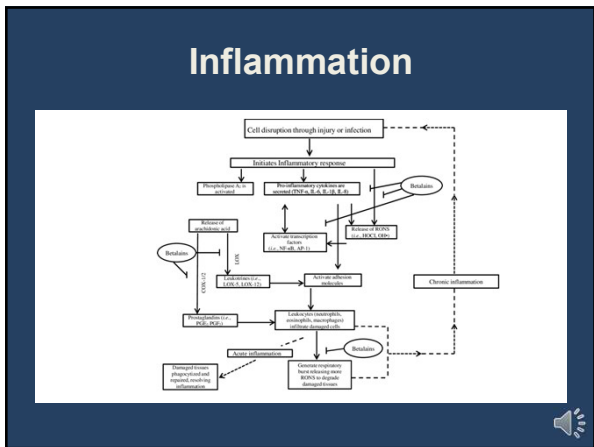 Inflammation
Cell disruption through injury or infection
Initiates Inflammatory response
Phospholipase A₂ is
activated
Pro-inflammatory cytokines are
secreted (TNF-α, IL-6, IL-1β, IL-8)
Betalains
Release of
arachidonic acid
Activate transcription
factors
(i.e., NF-κB, AP-1)
Release of RONS
(i.e., HOCl, OH•)
Betalains
LOX
COX-1/2
Leukotrienes (i.e.,
LOX-5, LOX-12)
Activate adhesion
molecules
Chronic inflammation
Prostaglandins (i.e.,
PGE₂, PGF₂)
Leukocytes (neutrophils,
eosinophils, macrophages)
infiltrate damaged cells
Acute inflammation
Betalains
Damaged tissues
phagocytized and
repaired, resolving
inflammation
Generate respiratory
burst releasing more
RONS to degrade
damaged tissues